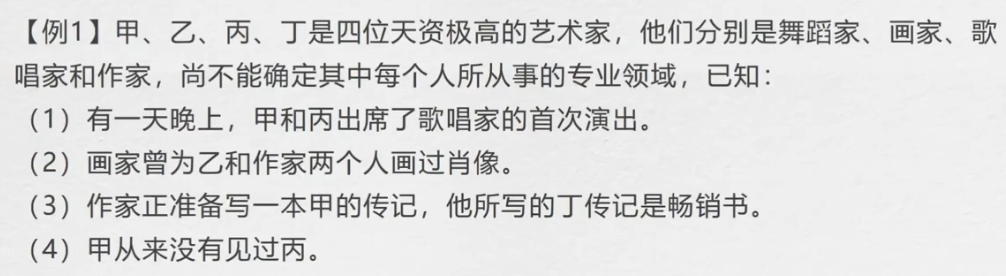 【例1】甲、乙、丙、丁是四位天资极高的艺术家，他们分别是舞蹈家、画家、歌
唱家和作家，尚不能确定其中每个人所从事的专业领域，已知：
（1）有一天晚上，甲和丙出席了歌唱家的首次演出。
（2）画家曾为乙和作家两个人画过肖像。
（3）作家正准备写一本甲的传记，他所写的丁传记是畅销书。
（4）甲从来没有见过丙。